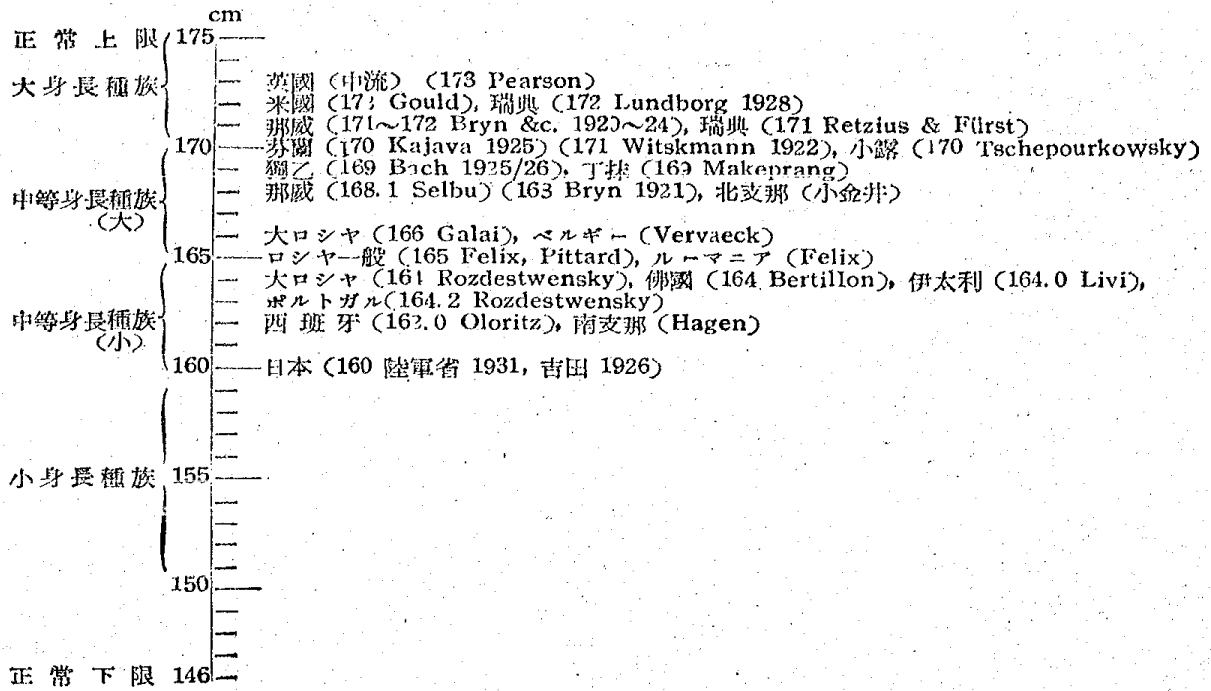 cm
正常上限 175
大身長種族
英國 (中流) (173 Pearson)
米國 (173 Gould), 瑞典 (172 Lundborg 1928)
那威 (171～172 Bryn &c. 1920～24), 瑞典 (171 Retzius & Fürst)
170 芬蘭 (170 Kajava 1925) (171 Witskmann 1922), 小露 (170 Tschepourkowsky)
獨乙 (169 Bach 1925/26), 丁抹 (169 Makeprang)
中等身長種族 那威 (168.1 Selbu) (168 Bryn 1921), 北支那 (小金井)
(大)
大ロシヤ (166 Galai), ベルギー (Vervaeck)
165 ロシヤ一般 (165 Felix, Pittard), ルーマニア (Felix)
大ロシヤ (164 Rozdestwensky), 佛國 (164 Bertillon), 伊太利 (164.0 Livi),
ポルトガル(164.2 Rozdestwensky)
中等身長種族 西班牙 (162.0 Oloritz), 南支那 (Hagen)
(小)
160 日本 (160 陸軍省 1931, 吉田 1926)
小身長種族 155
150
正常下限 146